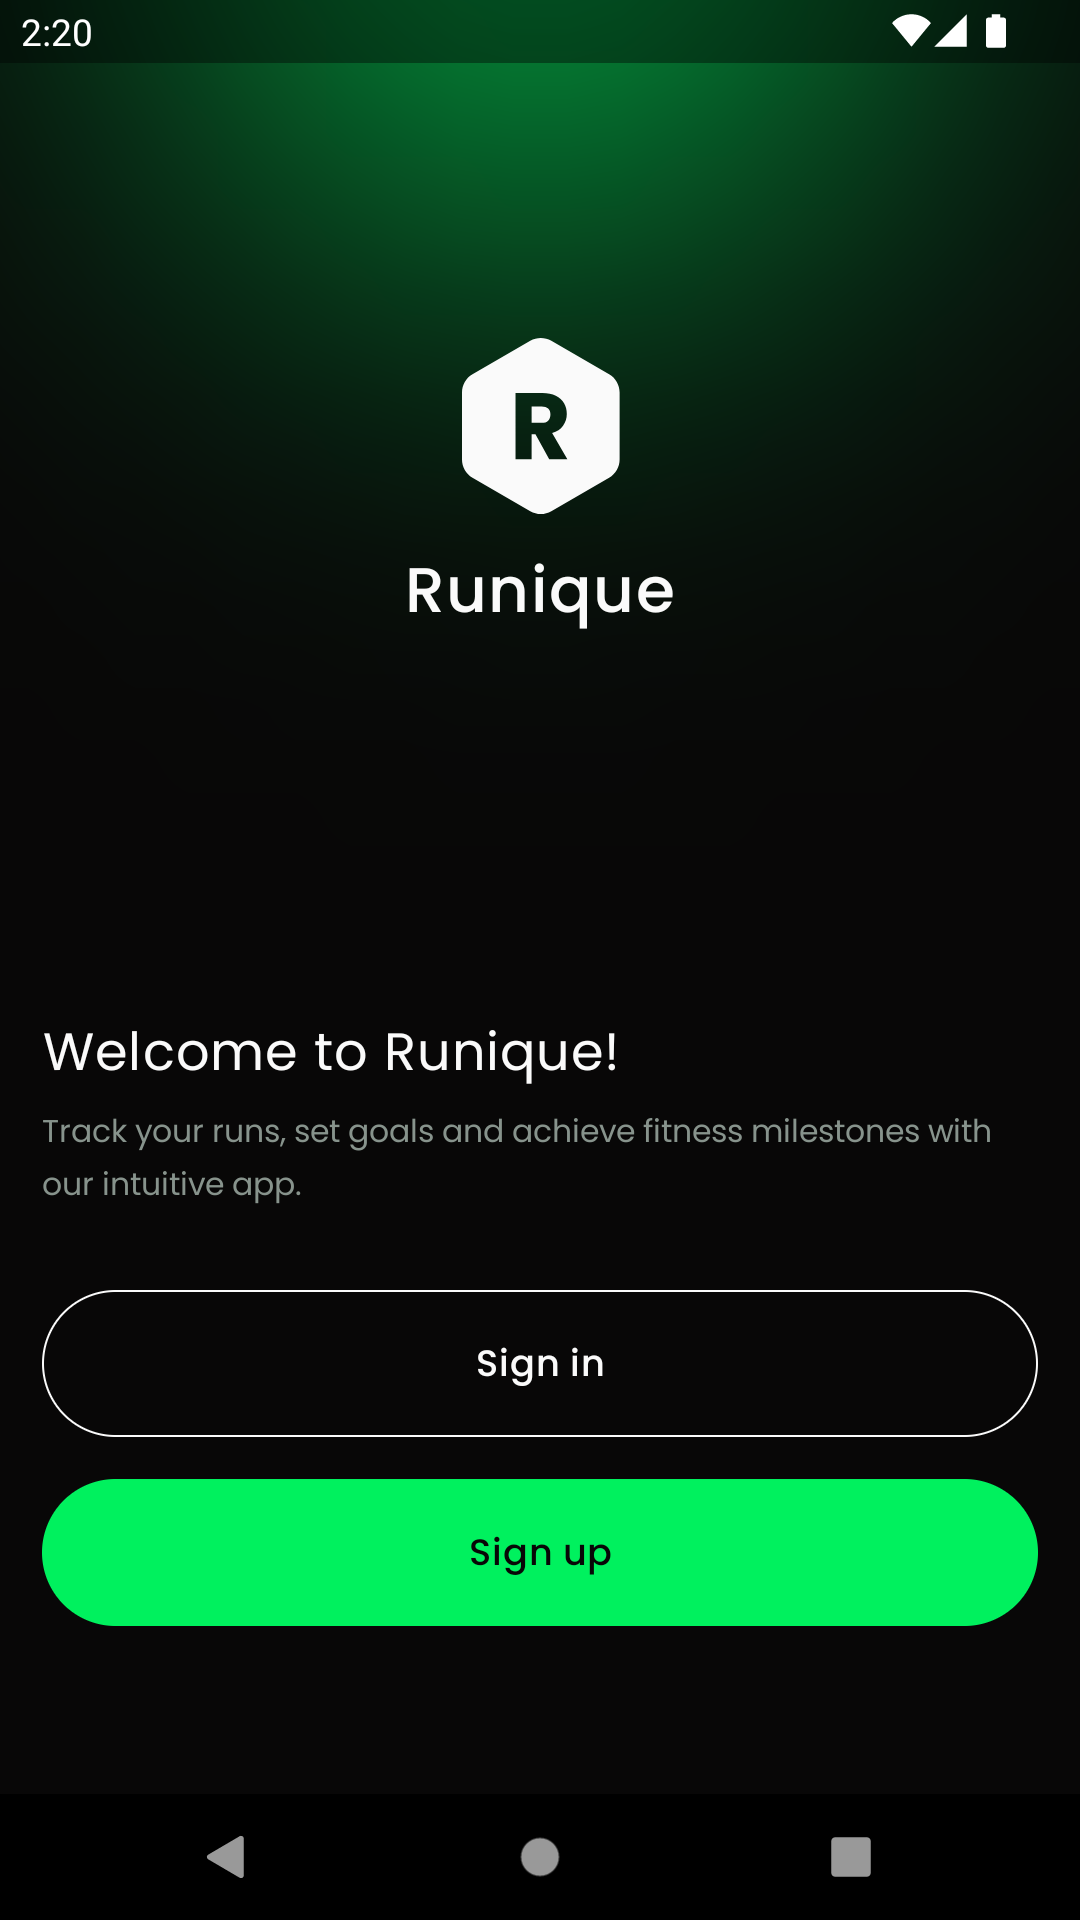 2:20
R
Runique
Welcome to Runique!
Track your runs, set goals and achieve fitness milestones with
our intuitive app.
Sign in
Sign up